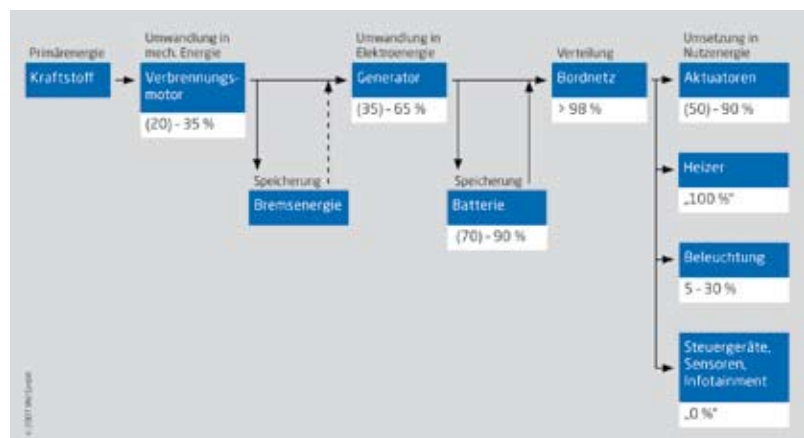 Primärenergie
Kraftstoff
Umwandlung in
mech. Energie
Verbrennungs-
motor
(20) - 35 %
Speicherung
Bremsenergie
Umwandlung in
Elektroenergie
Generator
(35) - 65 %
Speicherung
Batterie
(70) - 90 %
Verteilung
Bordnetz
> 98 %
Umsetzung in
Nutzenergie
Aktuatoren
(50) - 90 %
Heizer
„100 %“
Beleuchtung
5 - 30 %
Steuergeräte,
Sensoren,
Infotainment
„0 %“
© 2007